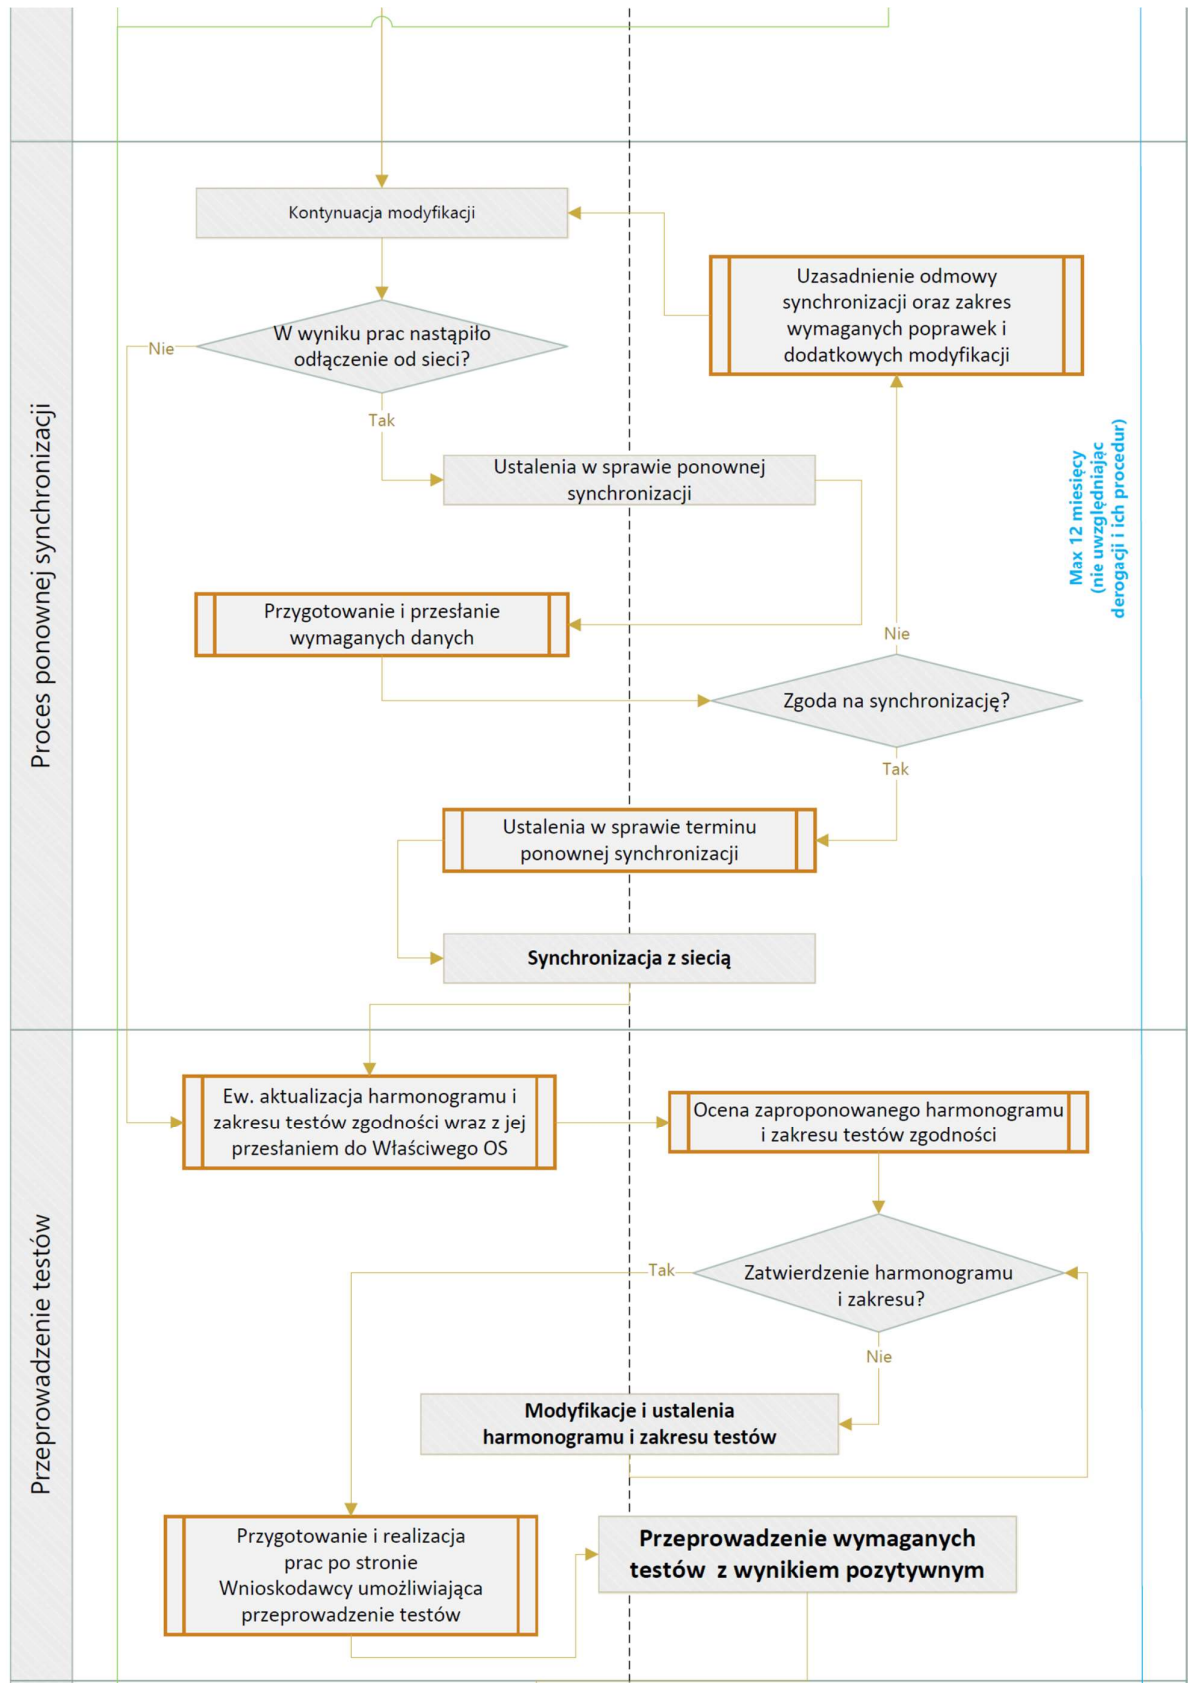 Proces ponownej synchronizacji
Kontynuacja modyfikacji
Uzasadnienie odmowy
synchronizacji oraz zakres
wymaganych poprawek i
dodatkowych modyfikacji
W wyniku prac nastąpiło
odłączenie od sieci?
Nie
Tak
Ustalenia w sprawie ponownej
synchronizacji
Max 12 miesięcy
(nie uwzględniając
derogacji i ich procedur)
Przygotowanie i przesłanie
wymaganych danych
Nie
Zgoda na synchronizację?
Tak
Ustalenia w sprawie terminu
ponownej synchronizacji
Synchronizacja z siecią
Przeprowadzenie testów
Ew. aktualizacja harmonogramu i
zakresu testów zgodności wraz z jej
przesłaniem do Właściwego OS
Ocena zaproponowanego harmonogramu
i zakresu testów zgodności
Tak
Zatwierdzenie harmonogramu
i zakresu?
Nie
Modyfikacje i ustalenia
harmonogramu i zakresu testów
Przygotowanie i realizacja
prac po stronie
Wnioskodawcy umożliwiająca
przeprowadzenie testów
Przeprowadzenie wymaganych
testów z wynikiem pozytywnym